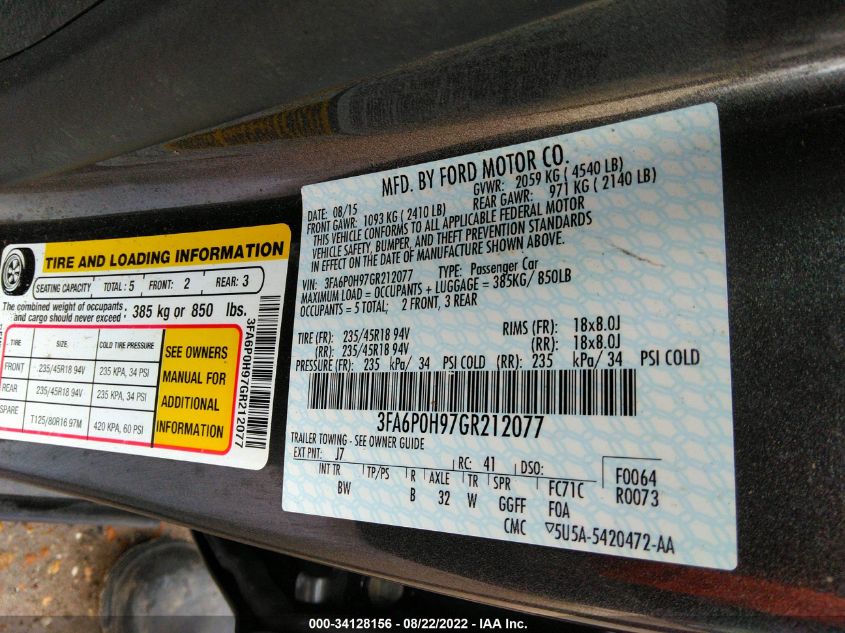 TIRE AND LOADING INFORMATION
SEATING CAPACITY TOTAL: 5 FRONT: 2 REAR: 3
The combined weight of occupants and cargo should never exceed: 385 kg or 850 lbs.
TIRE SIZE COLD TIRE PRESSURE
FRONT 235/45R18 94V 235 KPA, 34 PSI
REAR 235/45R18 94V 235 KPA, 34 PSI
SPARE T125/80R16 97M 420 KPA, 60 PSI
SEE OWNERS
MANUAL FOR
ADDITIONAL
INFORMATION
3FA6P0H97GR212077
MFD. BY FORD MOTOR CO.
DATE: 08/15 GVWR: 2059 KG ( 4540 LB)
FRONT GAWR: 1093 KG ( 2410 LB) REAR GAWR: 971 KG ( 2140 LB)
THIS VEHICLE CONFORMS TO ALL APPLICABLE FEDERAL MOTOR
VEHICLE SAFETY, BUMPER, AND THEFT PREVENTION STANDARDS
IN EFFECT ON THE DATE OF MANUFACTURE SHOWN ABOVE.
VIN: 3FA6P0H97GR212077 TYPE: Passenger Car
MAXIMUM LOAD = OCCUPANTS + LUGGAGE = 385KG/ 850LB
OCCUPANTS = 5 TOTAL; 2 FRONT, 3 REAR
TIRE (FR): 235/45R18 94V RIMS (FR): 18x8.0J
(RR): 235/45R18 94V (RR): 18x8.0J
PRESSURE (FR): 235 kPa/ 34 PSI COLD (RR): 235 kPa/ 34 PSI COLD
3FA6P0H97GR212077
TRAILER TOWING - SEE OWNER GUIDE
EXT PNT: J7 RC: 41 DSO: F0064
INT TR TP/PS R AXLE TR SPR FC71C R0073
BW B 32 W GGFF F0A
CMC ▽5U5A-5420472-AA
000-34128156 - 08/22/2022 - IAA Inc.